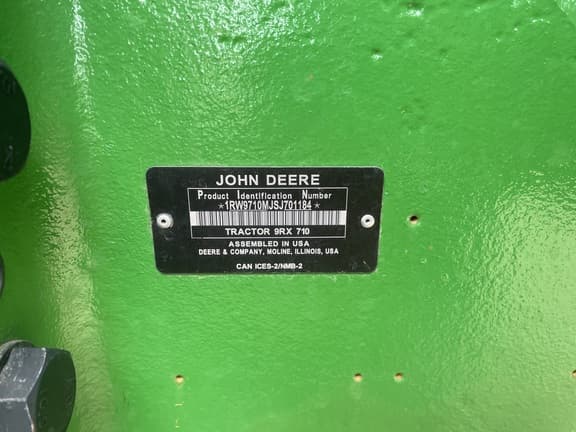 JOHN DEERE
Product Identification Number
*1RW9710MJSJ701184*
TRACTOR 9RX 710
ASSEMBLED IN USA
DEERE & COMPANY, MOLINE, ILLINOIS, USA
CAN ICES-2/NMB-2